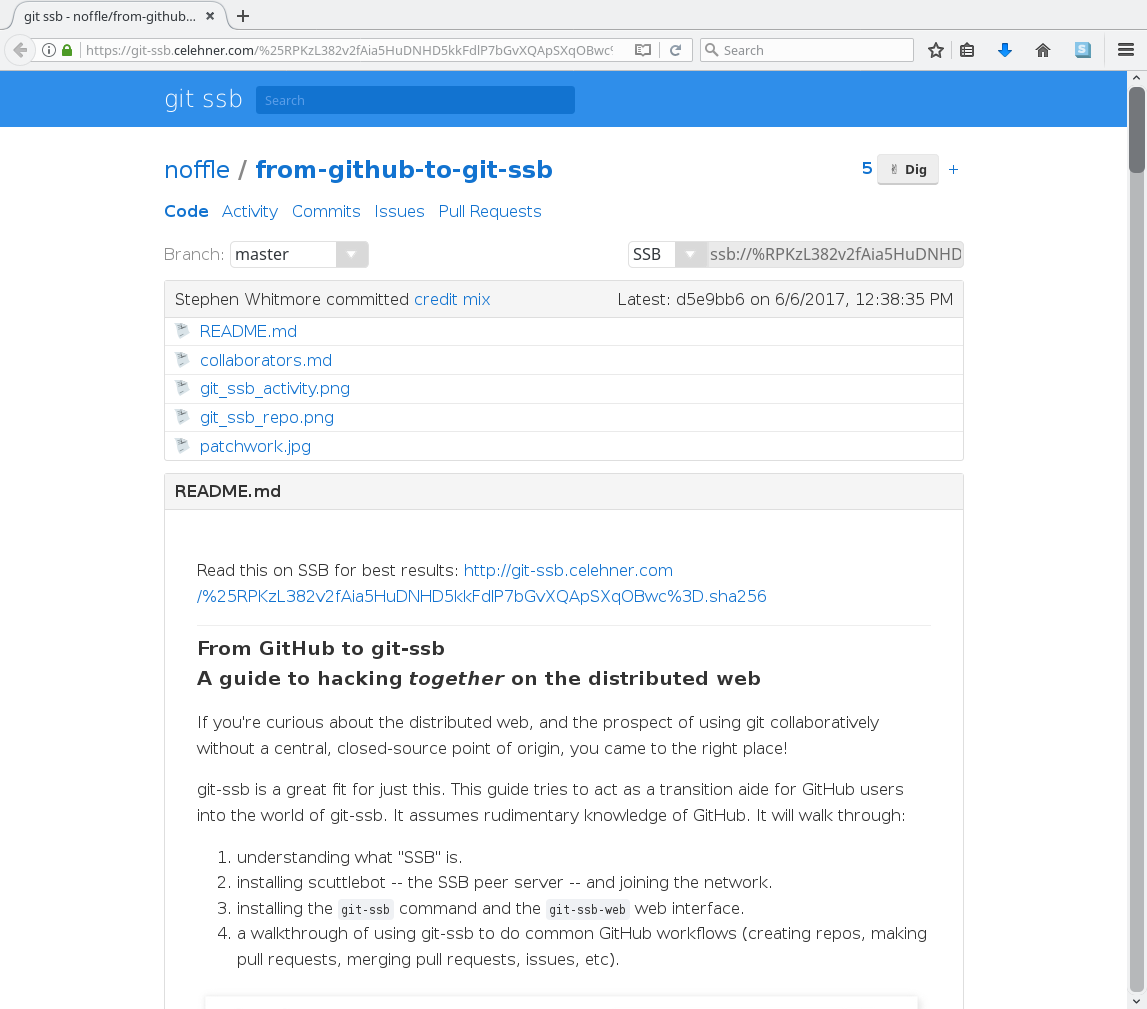 git ssb - noffle/from-github...
https://git-ssb.celehner.com/%25RPKzL382v2fAia5HuDNHD5kkFdlP7bGvXQApSXqOBwc%
Search
git ssb
Search
noffle / from-github-to-git-ssb
5
Dig
+
Code Activity Commits Issues Pull Requests
Branch: master
SSB
ssb://%RPKzL382v2fAia5HuDNHD
Stephen Whitmore committed credit mix
Latest: d5e9bb6 on 6/6/2017, 12:38:35 PM
README.md
collaborators.md
git_ssb_activity.png
git_ssb_repo.png
patchwork.jpg
README.md
Read this on SSB for best results: http://git-ssb.celehner.com
/%25RPKzL382v2fAia5HuDNHD5kkFdlP7bGvXQApSXqOBwc%3D.sha256
From GitHub to git-ssb
A guide to hacking together on the distributed web
If you're curious about the distributed web, and the prospect of using git collaboratively
without a central, closed-source point of origin, you came to the right place!
git-ssb is a great fit for just this. This guide tries to act as a transition aide for GitHub users
into the world of git-ssb. It assumes rudimentary knowledge of GitHub. It will walk through:
1. understanding what "SSB" is.
2. installing scuttlebot -- the SSB peer server -- and joining the network.
3. installing the git-ssb command and the git-ssb-web web interface.
4. a walkthrough of using git-ssb to do common GitHub workflows (creating repos, making
pull requests, merging pull requests, issues, etc).